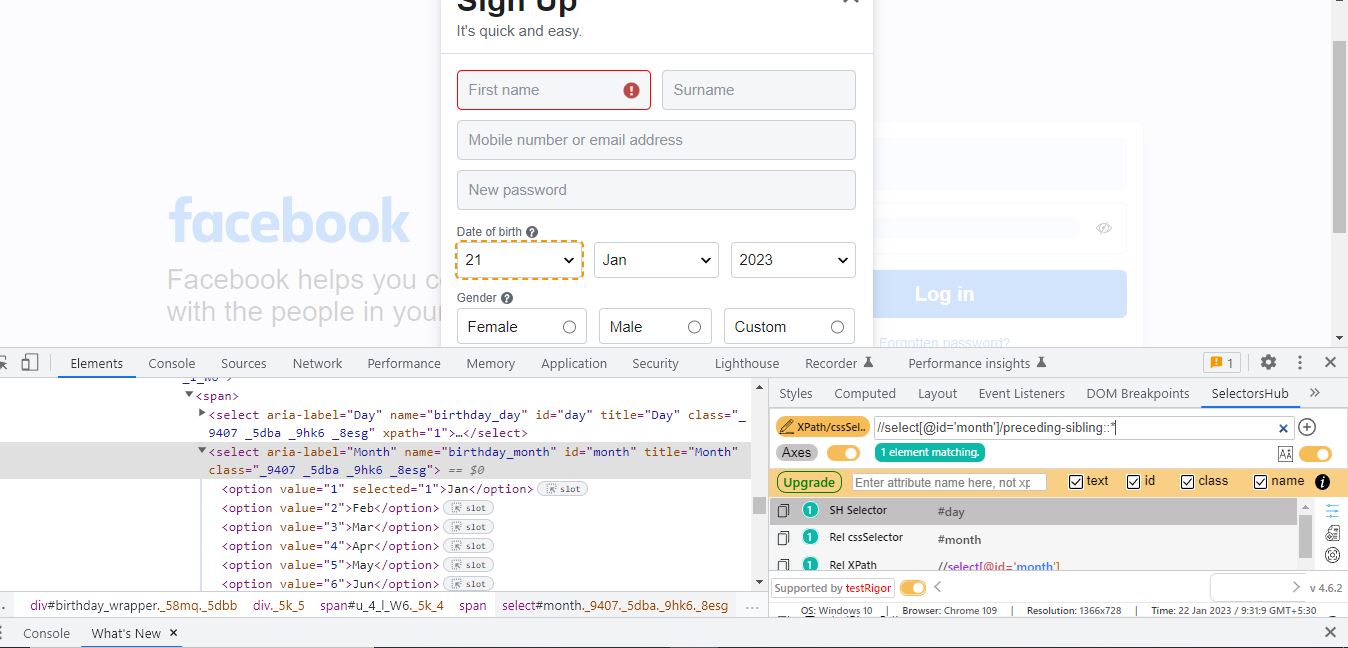 Sign Up
It's quick and easy.
First name
Surname
Mobile number or email address
New password
Date of birth ?
21 Jan 2023
Gender ?
Female Male Custom
facebook
Facebook helps you c
with the people in your
Log in
Forgotten password?
Elements Console Sources Network Performance Memory Application Security Lighthouse Recorder Performance insights 1
<span>
<select aria-label="Day" name="birthday_day" id="day" title="Day" class="_
9407 _5dba _9hk6 _8esg" xpath="1">…</select>
<select aria-label="Month" name="birthday_month" id="month" title="Month"
class="_9407 _5dba _9hk6 _8esg"> == $0
<option value="1" selected="1">Jan</option> slot
<option value="2">Feb</option> slot
<option value="3">Mar</option> slot
<option value="4">Apr</option> slot
<option value="5">May</option> slot
<option value="6">Jun</option> slot
div#birthday_wrapper._58mq._5dbb div._5k_5 span#u_4_l_W6._5k_4 span select#month._9407._5dba._9hk6._8esg ...
Styles Computed Layout Event Listeners DOM Breakpoints SelectorsHub »
XPath/cssSel.. //select[@id='month']/preceding-sibling::*
Axes 1 element matching.
Upgrade Enter attribute name here, not xp text id class name
1 SH Selector #day
1 Rel cssSelector #month
1 Rel XPath //select[@id='month']
Supported by testRigor v 4.6.2
OS: Windows 10 | Browser: Chrome 109 | Resolution: 1366x728 | Time: 22 Jan 2023 / 9:31:9 GMT+5:30
Console What's New ×